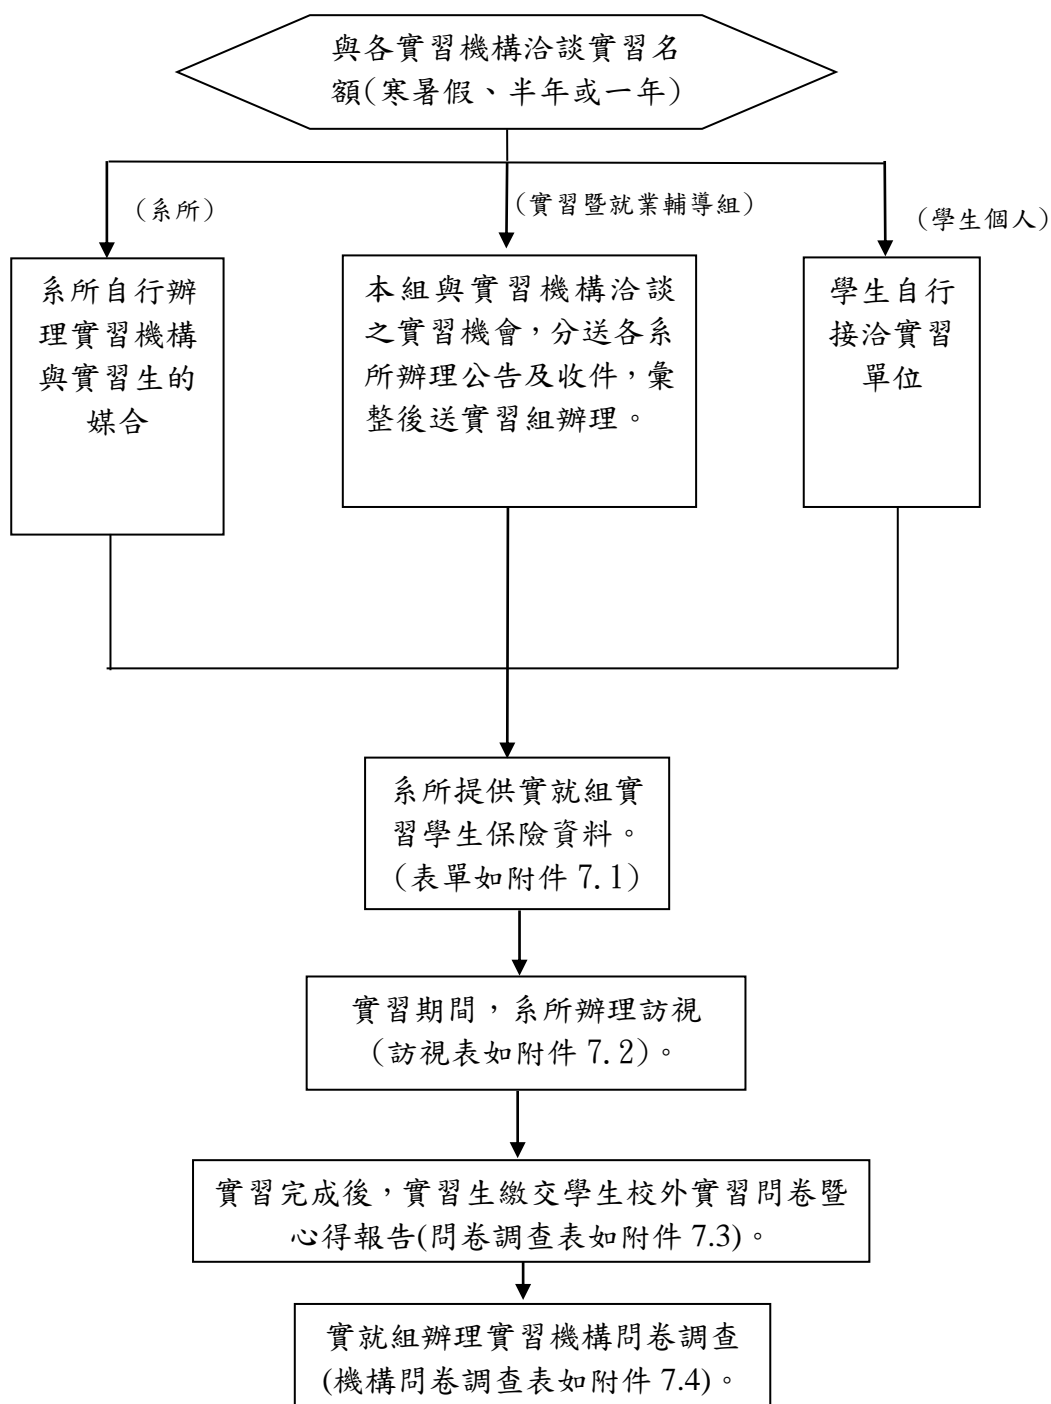 與各實習機構洽談實習名
額(寒暑假、半年或一年)
(系所)
(實習暨就業輔導組)
(學生個人)
系所自行辦
理實習機構
與實習生的
媒合
本組與實習機構洽談
之實習機會，分送各系
所辦理公告及收件，彙
整後送實習組辦理。
學生自行
接洽實習
單位
系所提供實就組實
習學生保險資料。
(表單如附件 7.1)
實習期間，系所辦理訪視
(訪視表如附件 7.2)。
實習完成後，實習生繳交學生校外實習問卷暨
心得報告(問卷調查表如附件 7.3)。
實就組辦理實習機構問卷調查
(機構問卷調查表如附件 7.4)。